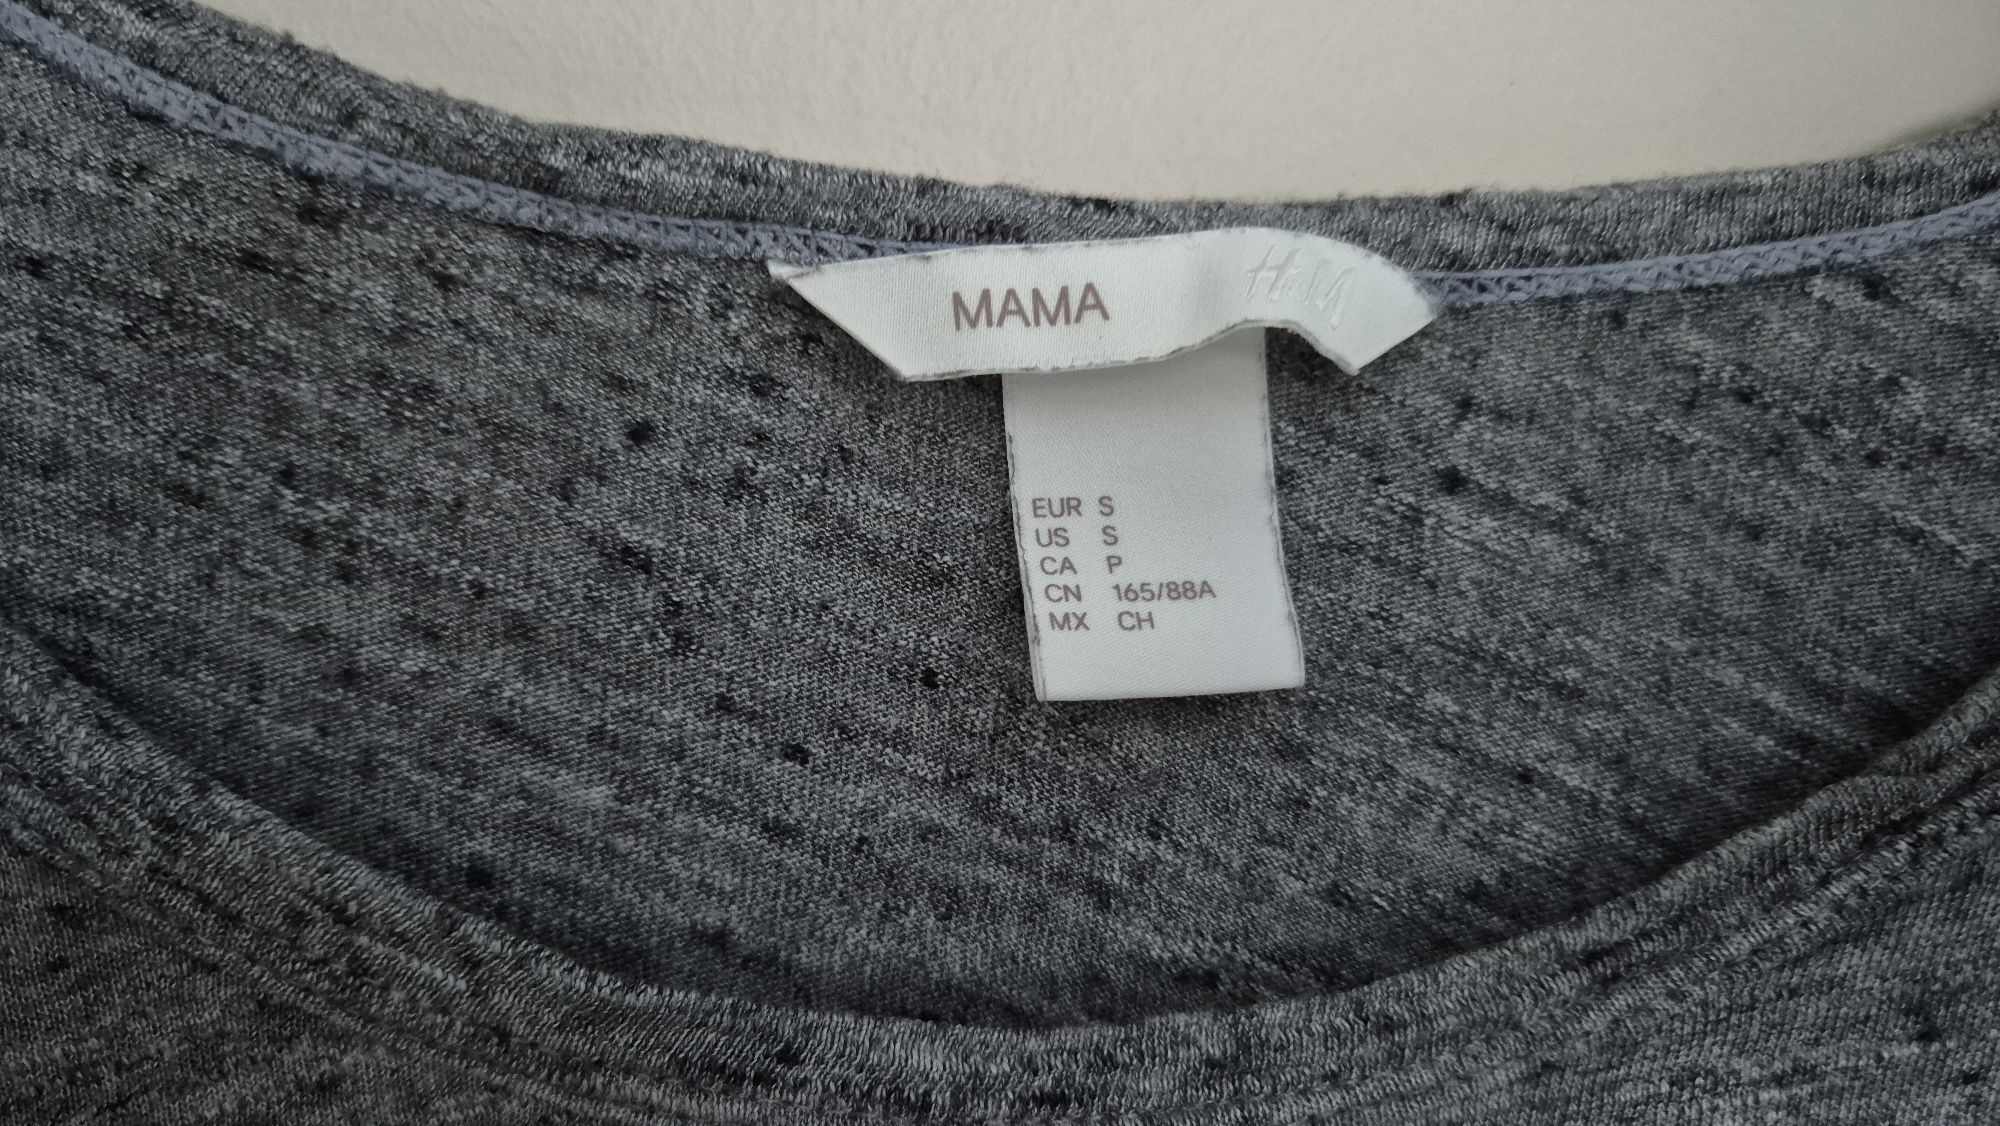 MAMA H&M
EUR S
US S
CA P
CN 165/88A
MX CH